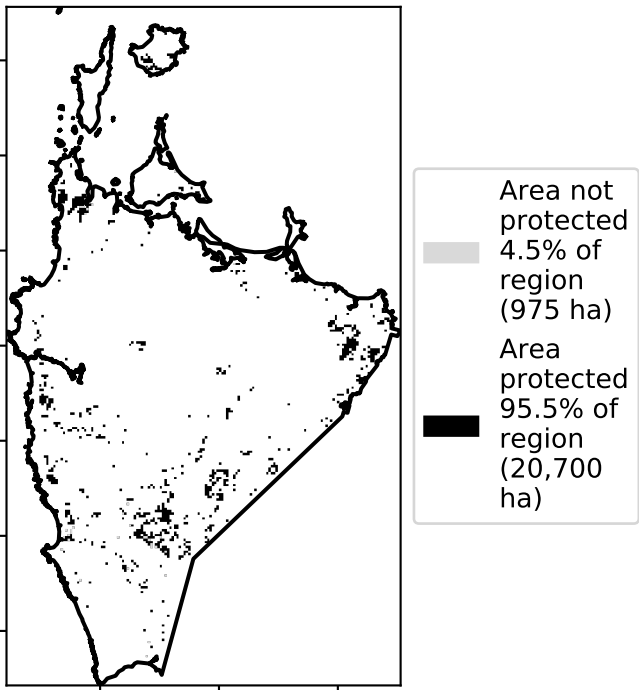 Area not
protected
4.5% of
region
(975 ha)
Area
protected
95.5% of
region
(20,700
ha)